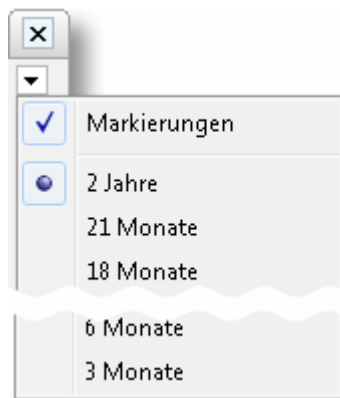 Markierungen
2 Jahre
21 Monate
18 Monate
6 Monate
3 Monate